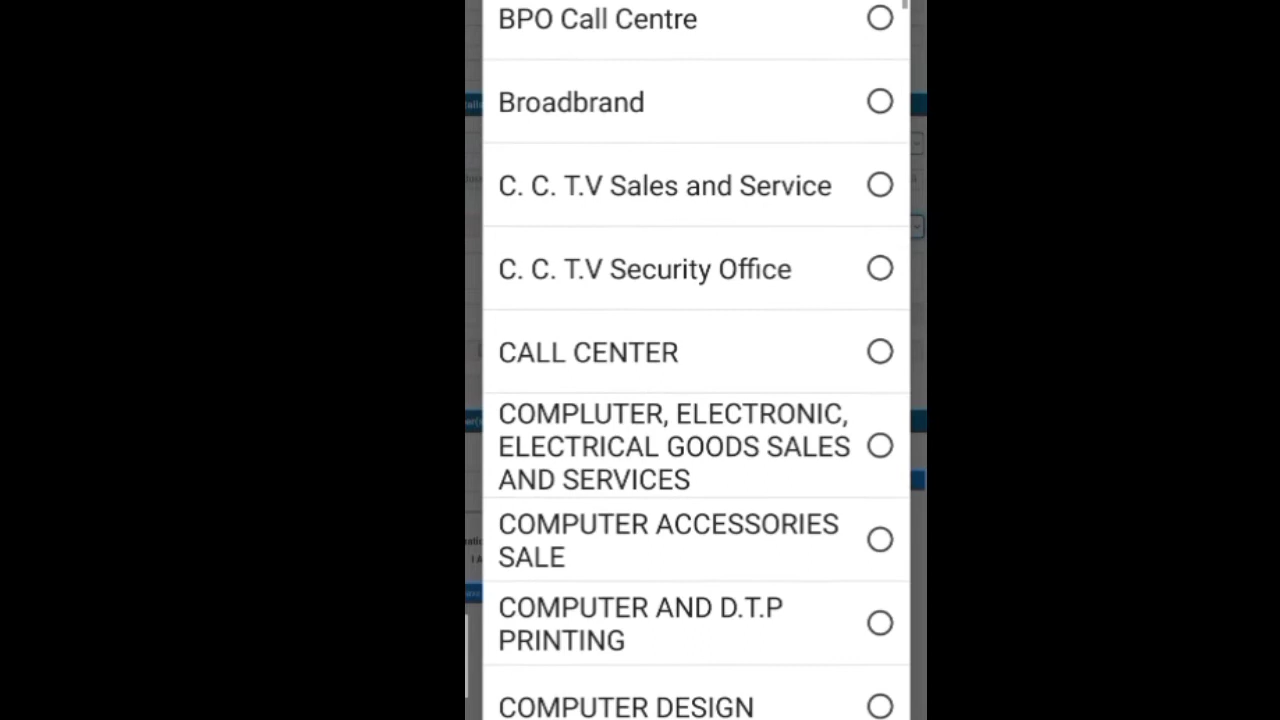 BPO Call Centre
Broadbrand
C. C. T.V Sales and Service
C. C. T.V Security Office
CALL CENTER
COMPLUTER, ELECTRONIC,
ELECTRICAL GOODS SALES
AND SERVICES
COMPUTER ACCESSORIES
SALE
COMPUTER AND D.T.P
PRINTING
COMPUTER DESIGN